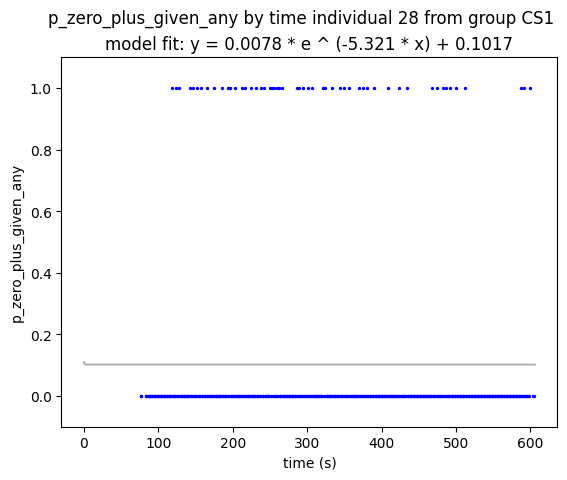 p_zero_plus_given_any by time individual 28 from group CS1
model fit: y = 0.0078 * e ^ (-5.321 * x) + 0.1017
1.0
0.8
0.6
0.4
0.2
0.0
p_zero_plus_given_any
0 100 200 300 400 500 600
time (s)